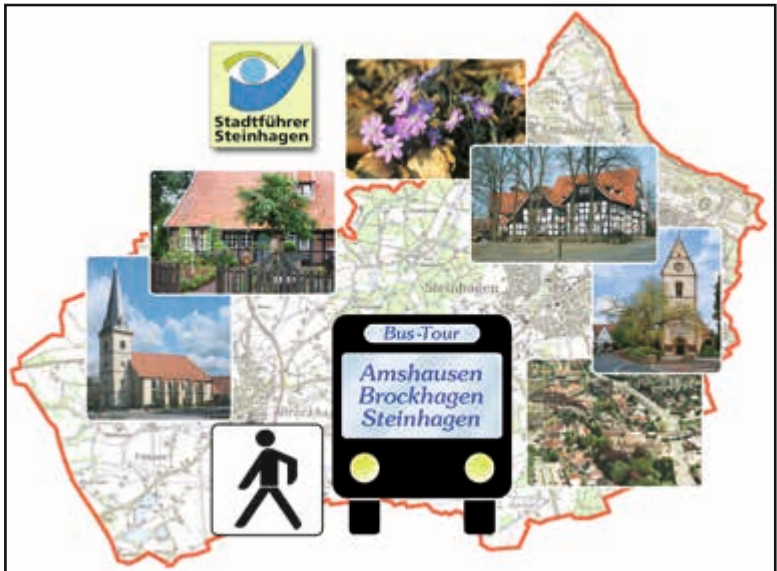 Stadtführer
Steinhagen
Steinhagen
Bus-Tour
Amshausen
Brockhagen
Steinhagen